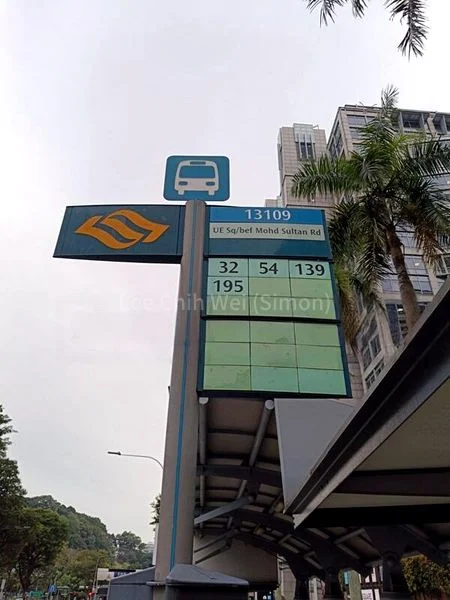 13109
UE Sq/bef Mohd Sultan Rd
32 54 139
195
Lee Chih Wei (Simon)